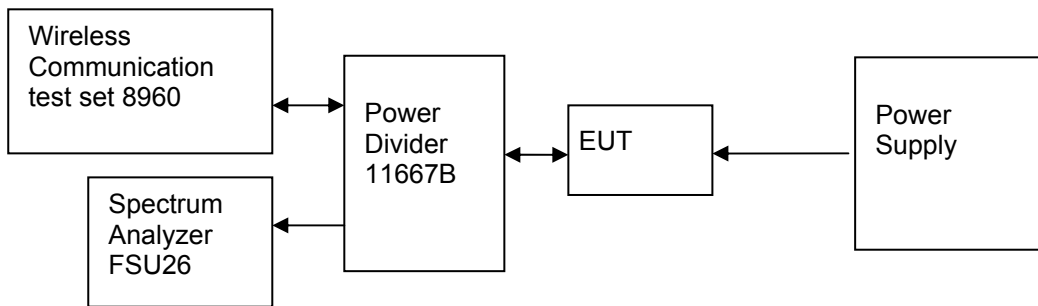 Wireless
Communication
test set 8960
Power
Divider
11667B
EUT
Power
Supply
Spectrum
Analyzer
FSU26